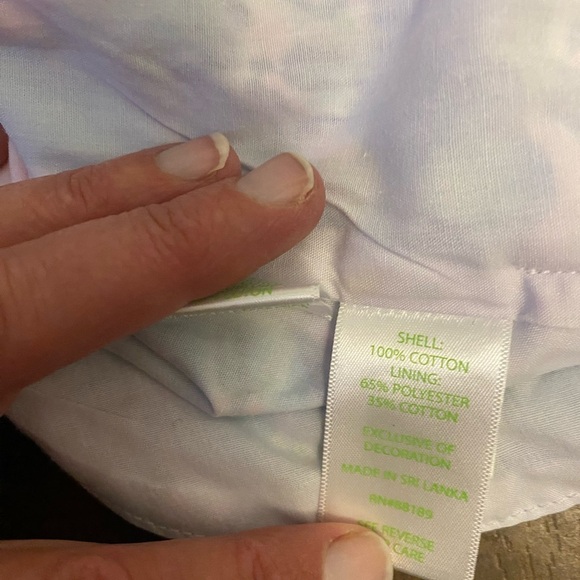 SHELL:
100% COTTON
LINING:
65% POLYESTER
35% COTTON
EXCLUSIVE OF
DECORATION
MADE IN SRI LANKA
RN#88189
SEE REVERSE
CARE